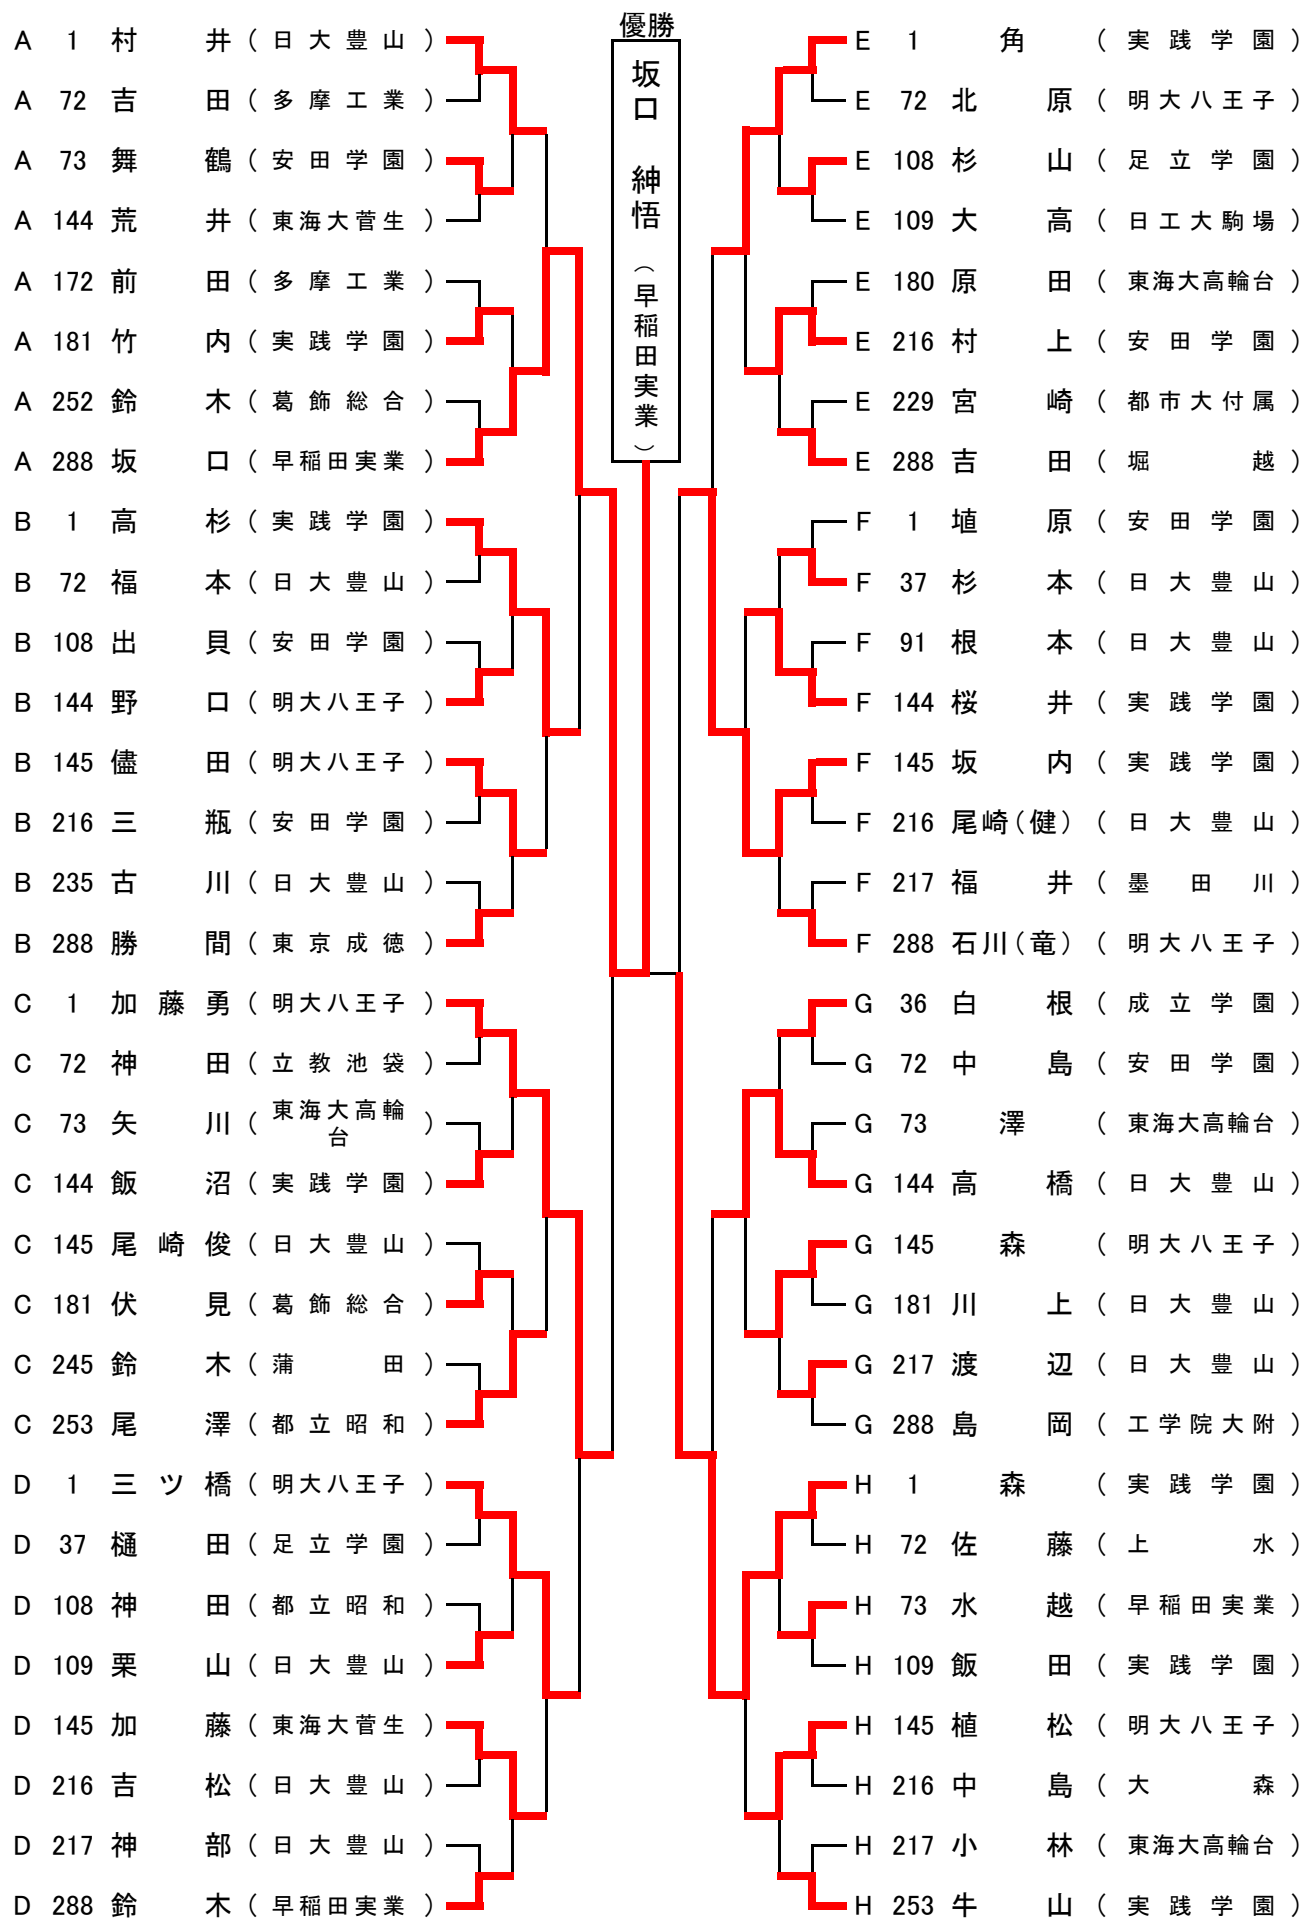 優勝
坂口 紳悟（早稲田実業）
A 1 村井（日大豊山）
A 72 吉田（多摩工業）
A 73 舞鶴（安田学園）
A 144 荒井（東海大菅生）
A 172 前田（多摩工業）
A 181 竹内（実践学園）
A 252 鈴木（葛飾総合）
A 288 坂口（早稲田実業）
B 1 高杉（実践学園）
B 72 福本（日大豊山）
B 108 出貝（安田学園）
B 144 野口（明大八王子）
B 145 儘田（明大八王子）
B 216 三瓶（安田学園）
B 235 古川（日大豊山）
B 288 勝間（東京成徳）
C 1 加藤勇（明大八王子）
C 72 神田（立教池袋）
C 73 矢川（東海大高輪台）
C 144 飯沼（実践学園）
C 145 尾崎俊（日大豊山）
C 181 伏見（葛飾総合）
C 245 鈴木（蒲田）
C 253 尾澤（都立昭和）
D 1 三ツ橋（明大八王子）
D 37 樋田（足立学園）
D 108 神田（都立昭和）
D 109 栗山（日大豊山）
D 145 加藤（東海大菅生）
D 216 吉松（日大豊山）
D 217 神部（日大豊山）
D 288 鈴木（早稲田実業）
E 1 角（実践学園）
E 72 北原（明大八王子）
E 108 杉山（足立学園）
E 109 大高（日工大駒場）
E 180 原田（東海大高輪台）
E 216 村上（安田学園）
E 229 宮崎（都市大付属）
E 288 吉田（堀越）
F 1 埴原（安田学園）
F 37 杉本（日大豊山）
F 91 根本（日大豊山）
F 144 桜井（実践学園）
F 145 坂内（実践学園）
F 216 尾崎（健）（日大豊山）
F 217 福井（墨田川）
F 288 石川（竜）（明大八王子）
G 36 白根（成立学園）
G 72 中島（安田学園）
G 73 澤（東海大高輪台）
G 144 高橋（日大豊山）
G 145 森（明大八王子）
G 181 川上（日大豊山）
G 217 渡辺（日大豊山）
G 288 島岡（工学院大附）
H 1 森（実践学園）
H 72 佐藤（上水）
H 73 水越（早稲田実業）
H 109 飯田（実践学園）
H 145 植松（明大八王子）
H 216 中島（大森）
H 217 小林（東海大高輪台）
H 253 牛山（実践学園）